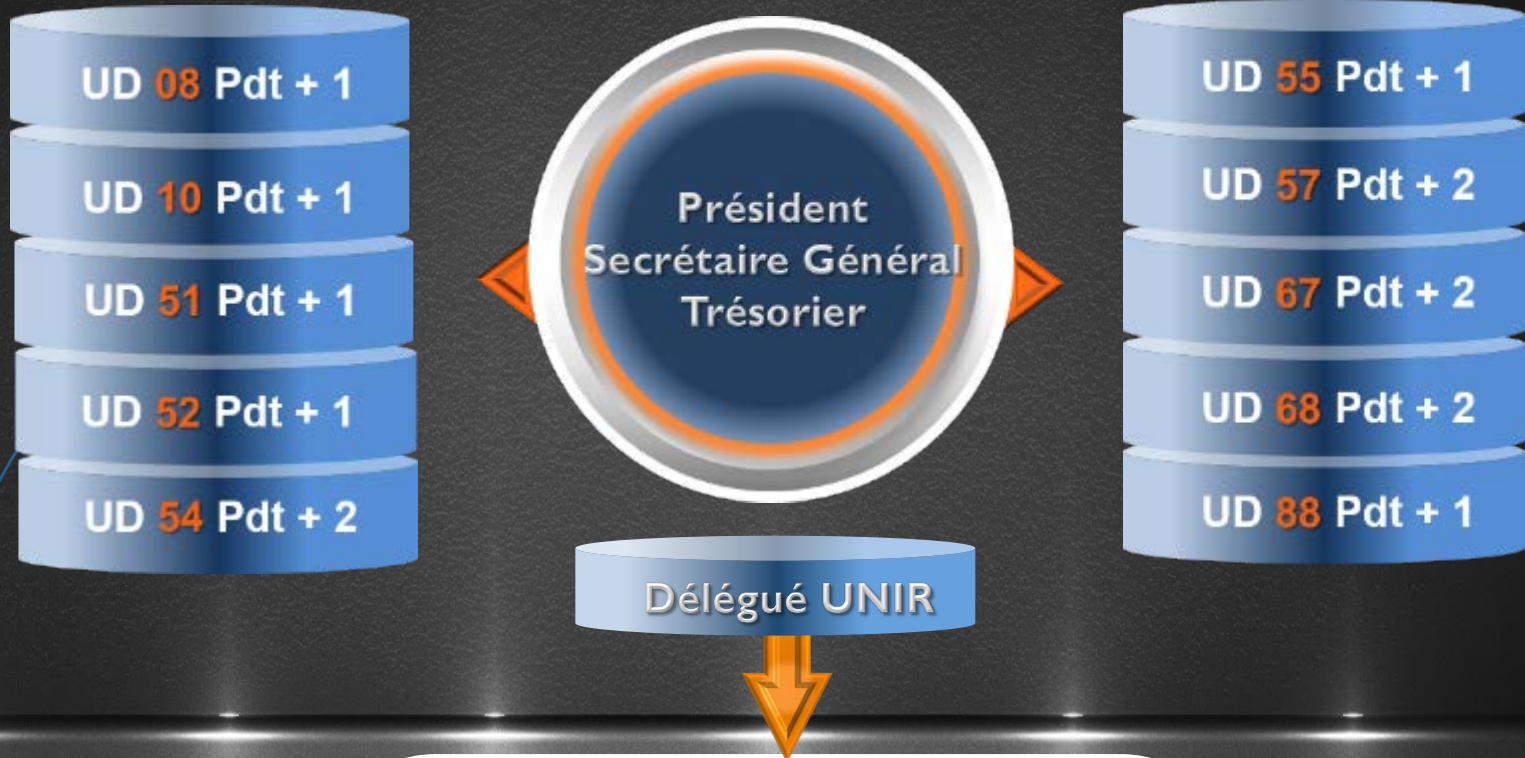 UD 08 Pdt + 1
UD 10 Pdt + 1
UD 51 Pdt + 1
UD 52 Pdt + 1
UD 54 Pdt + 2
Président
Secrétaire Général
Trésorier
Délégué UNIR
UD 55 Pdt + 1
UD 57 Pdt + 2
UD 67 Pdt + 2
UD 68 Pdt + 2
UD 88 Pdt + 1